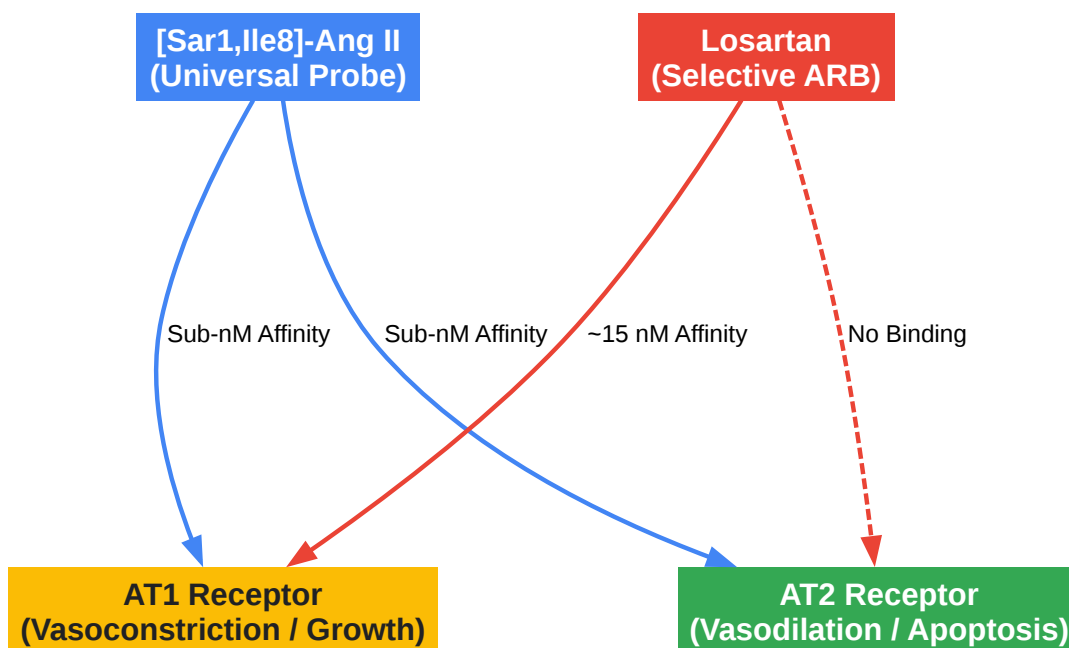 [Sar1,Ile8]-Ang II
(Universal Probe)
Losartan
(Selective ARB)
Sub-nM Affinity
Sub-nM Affinity
~15 nM Affinity
No Binding
AT1 Receptor
(Vasoconstriction / Growth)
AT2 Receptor
(Vasodilation / Apoptosis)